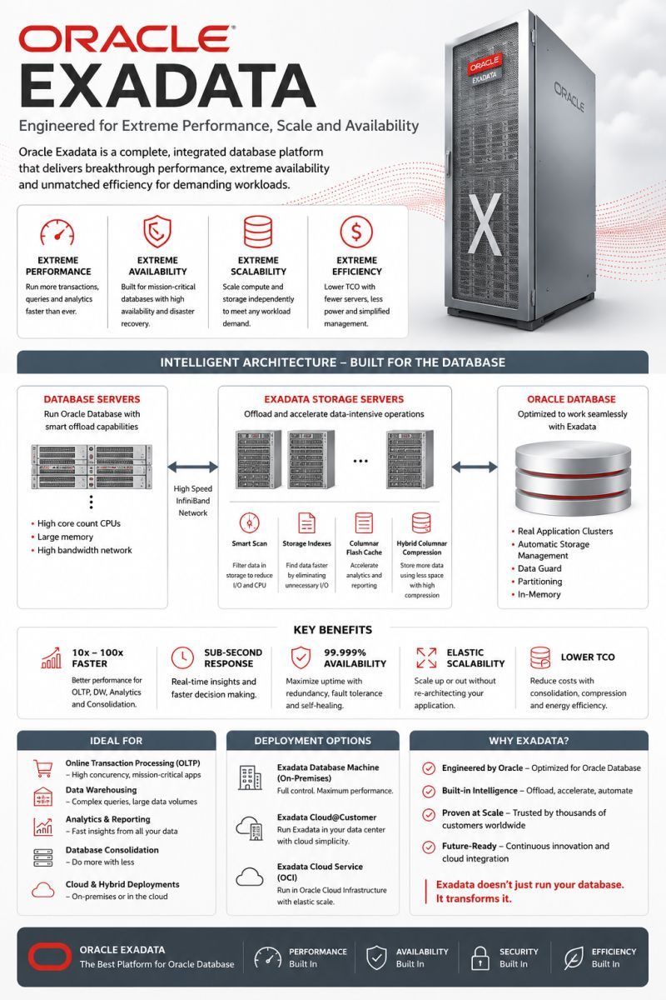 ORACLE®
EXADATA
Engineered for Extreme Performance, Scale and Availability
Oracle Exadata is a complete, integrated database platform
that delivers breakthrough performance, extreme availability
and unmatched efficiency for demanding workloads.
ORACLE
EXADATA
ORACLE
X
EXTREME
PERFORMANCE
Run more transactions,
queries and analytics
faster than ever.
EXTREME
AVAILABILITY
Built for mission-critical
databases with high
availability and disaster
recovery.
EXTREME
SCALABILITY
Scale compute and
storage independently
to meet any workload
demand.
$
EXTREME
EFFICIENCY
Lower TCO with
fewer servers, less
power and simplified
management.
INTELLIGENT ARCHITECTURE – BUILT FOR THE DATABASE
DATABASE SERVERS
Run Oracle Database with
smart offload capabilities
• High core count CPUs
• Large memory
• High bandwidth network
High Speed
InfiniBand
Network
EXADATA STORAGE SERVERS
Offload and accelerate data-intensive operations
Smart Scan
Filter data in
storage to reduce
I/O and CPU
Storage Indexes
Find data faster
by eliminating
unnecessary I/O
Columnar
Flash Cache
Accelerate
analytics and
reporting
Hybrid Columnar
Compression
Store more data
using less space
with high
compression
ORACLE DATABASE
Optimized to work seamlessly
with Exadata
• Real Application Clusters
• Automatic Storage
Management
• Data Guard
• Partitioning
• In-Memory
KEY BENEFITS
10x – 100x
FASTER
Better performance for
OLTP, DW, Analytics
and Consolidation.
SUB-SECOND
RESPONSE
Real-time insights and
faster decision making.
99.999%
AVAILABILITY
Maximize uptime with
redundancy, fault tolerance
and self-healing.
ELASTIC
SCALABILITY
Scale up or out without
re-architecting your
application.
LOWER TCO
Reduce costs with
consolidation, compression
and energy efficiency.
IDEAL FOR
Online Transaction Processing (OLTP)
– High concurency, mission-critical apps
Data Warehousing
– Complex queries, large data volumes
Analytics & Reporting
– Fast insights from all your data
Database Consolidation
– Do more with less
Cloud & Hybrid Deployments
– On-premises or in the cloud
DEPLOYMENT OPTIONS
Exadata Database Machine
(On-Premises)
Full control. Maximum performance.
Exadata Cloud@Customer
Run Exadata in your data center
with cloud simplicity.
Exadata Cloud Service
(OCI)
Run in Oracle Cloud Infrastructure
with elastic scale.
WHY EXADATA?
Engineered by Oracle – Optimized for Oracle Database
Built-in Intelligence – Offload, accelerate, automate
Proven at Scale – Trusted by thousands of
customers worldwide
Future-Ready – Continuous innovation and
cloud integration
Exadata doesn't just run your database.
It transforms it.
ORACLE EXADATA
The Best Platform for Oracle Database
PERFORMANCE
Built In
AVAILABILITY
Built In
SECURITY
Built In
EFFICIENCY
Built In